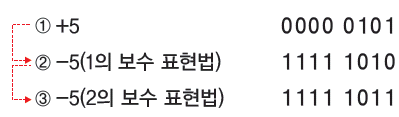 ① +5 0000 0101
② −5(1의 보수 표현법) 1111 1010
③ −5(2의 보수 표현법) 1111 1011